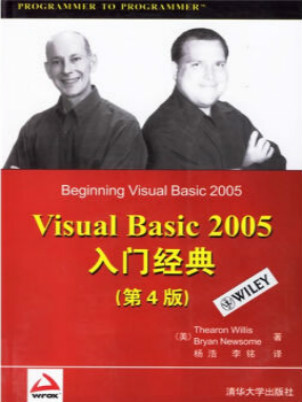 PROGRAMMER TO PROGRAMMER™
Beginning Visual Basic 2005
Visual Basic 2005
入门经典
(第4版)
WILEY
(美) Thearon Willis 著
Bryan Newsome
杨浩 李铭 译
wrox
清华大学出版社